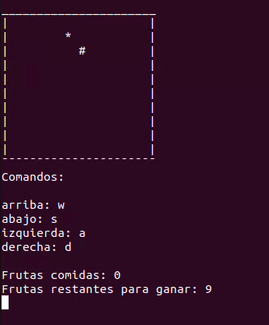 *
#
Comandos:
arriba: w
abajo: s
izquierda: a
derecha: d
Frutas comidas: 0
Frutas restantes para ganar: 9